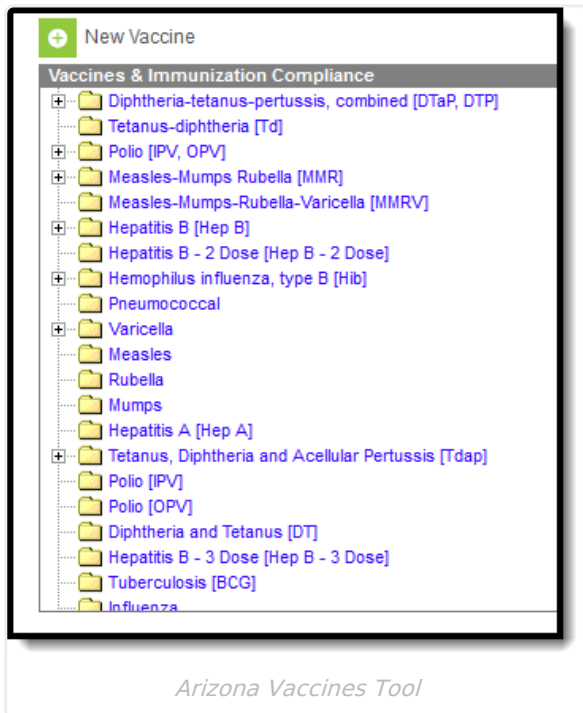 New Vaccine
Vaccines & Immunization Compliance
Diphtheria-tetanus-pertussis, combined [DTaP, DTP]
Tetanus-diphtheria [Td]
Polio [IPV, OPV]
Measles-Mumps Rubella [MMR]
Measles-Mumps-Rubella-Varicella [MMRV]
Hepatitis B [Hep B]
Hepatitis B - 2 Dose [Hep B - 2 Dose]
Hemophilus influenza, type B [Hib]
Pneumococcal
Varicella
Measles
Rubella
Mumps
Hepatitis A [Hep A]
Tetanus, Diphtheria and Acellular Pertussis [Tdap]
Polio [IPV]
Polio [OPV]
Diphtheria and Tetanus [DT]
Hepatitis B - 3 Dose [Hep B - 3 Dose]
Tuberculosis [BCG]
Influenza
Arizona Vaccines Tool